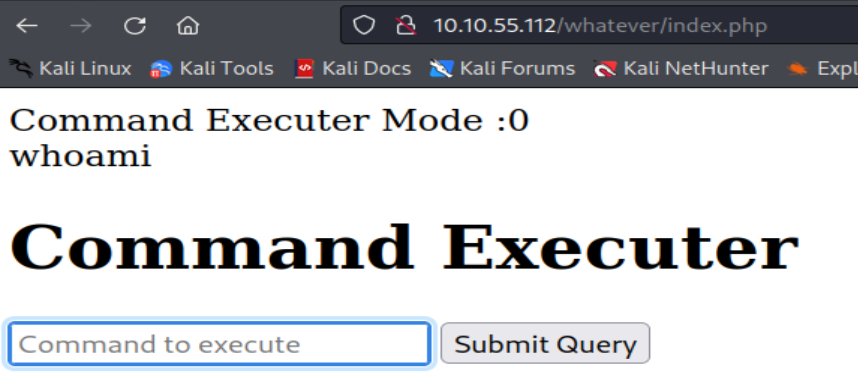 10.10.55.112/whatever/index.php
Kali Linux Kali Tools Kali Docs Kali Forums Kali NetHunter Expl
Command Executer Mode :0
whoami
Command Executer
Command to execute Submit Query